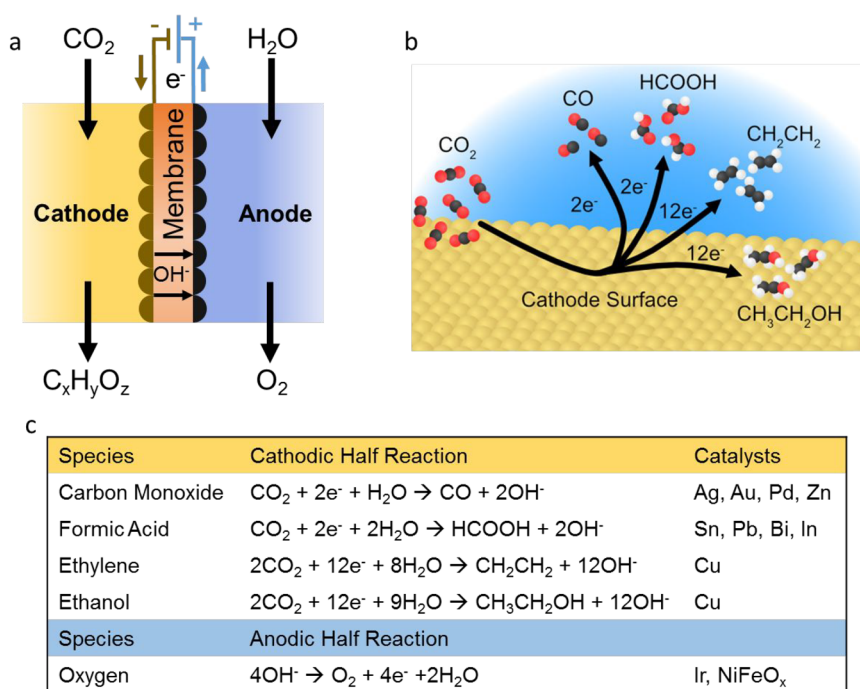 a
CO₂
- +
e⁻
H₂O
Cathode
Membrane
Anode
OH⁻
CₓHᵧO_z
O₂
b
CO₂
CO
HCOOH
CH₂CH₂
2e⁻
2e⁻
12e⁻
12e⁻
Cathode Surface
CH₃CH₂OH
c
Species Cathodic Half Reaction Catalysts
Carbon Monoxide CO₂ + 2e⁻ + H₂O → CO + 2OH⁻ Ag, Au, Pd, Zn
Formic Acid CO₂ + 2e⁻ + 2H₂O → HCOOH + 2OH⁻ Sn, Pb, Bi, In
Ethylene 2CO₂ + 12e⁻ + 8H₂O → CH₂CH₂ + 12OH⁻ Cu
Ethanol 2CO₂ + 12e⁻ + 9H₂O → CH₃CH₂OH + 12OH⁻ Cu
Species Anodic Half Reaction
Oxygen 4OH⁻ → O₂ + 4e⁻ +2H₂O Ir, NiFeOₓ